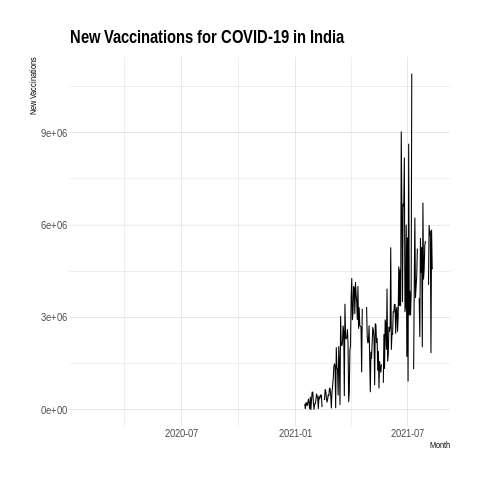 New Vaccinations for COVID-19 in India
New Vaccinations
9e+06
6e+06
3e+06
0e+00
2020-07
2021-01
2021-07
Month